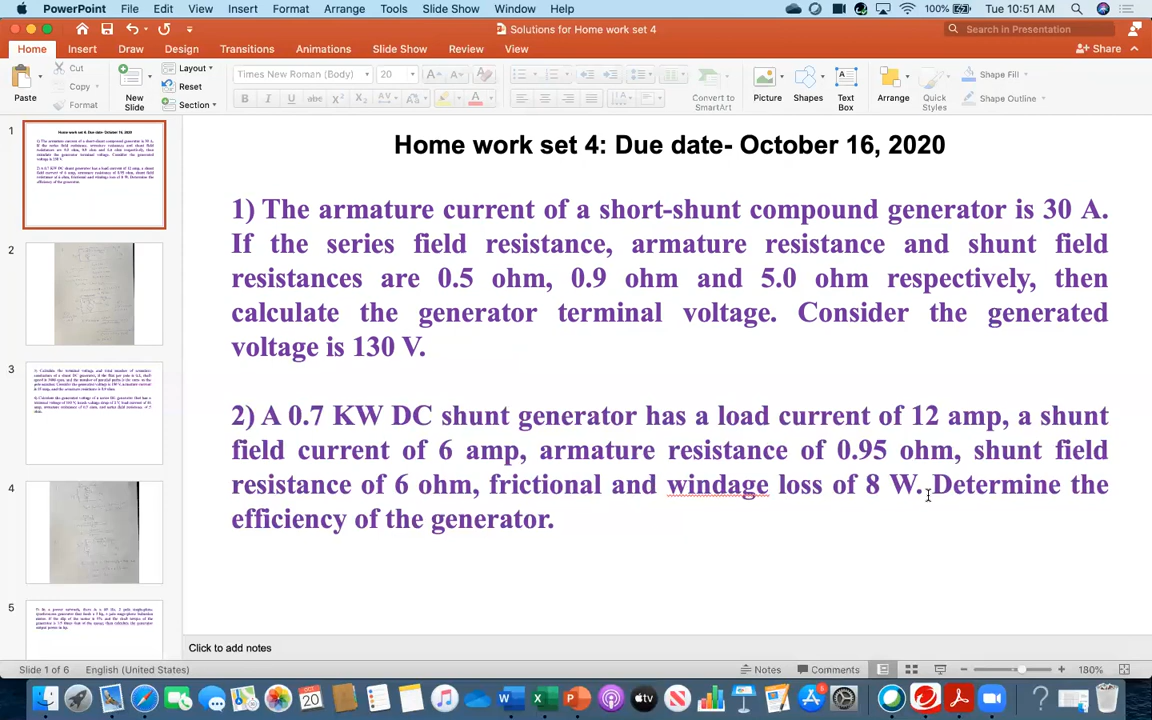 PowerPoint File Edit View Insert Format Arrange Tools Slide Show Window Help 100% Tue 10:51 AM
Solutions for Home work set 4
Search in Presentation
Home Insert Draw Design Transitions Animations Slide Show Review View Share
Paste
Cut
Copy
Format
New Slide
Layout
Reset
Section
Times New Roman (Body) 20
Convert to SmartArt
Picture
Shapes
Text Box
Arrange
Quick Styles
Shape Fill
Shape Outline
1
2
3
4
5
Home work set 4: Due date- October 16, 2020
1) The armature current of a short-shunt compound generator is 30 A.
If the series field resistance, armature resistance and shunt field
resistances are 0.5 ohm, 0.9 ohm and 5.0 ohm respectively, then
calculate the generator terminal voltage. Consider the generated
voltage is 130 V.
2) A 0.7 KW DC shunt generator has a load current of 12 amp, a shunt
field current of 6 amp, armature resistance of 0.95 ohm, shunt field
resistance of 6 ohm, frictional and windage loss of 8 W. Determine the
efficiency of the generator.
Click to add notes
Slide 1 of 6 English (United States) Notes Comments 180%